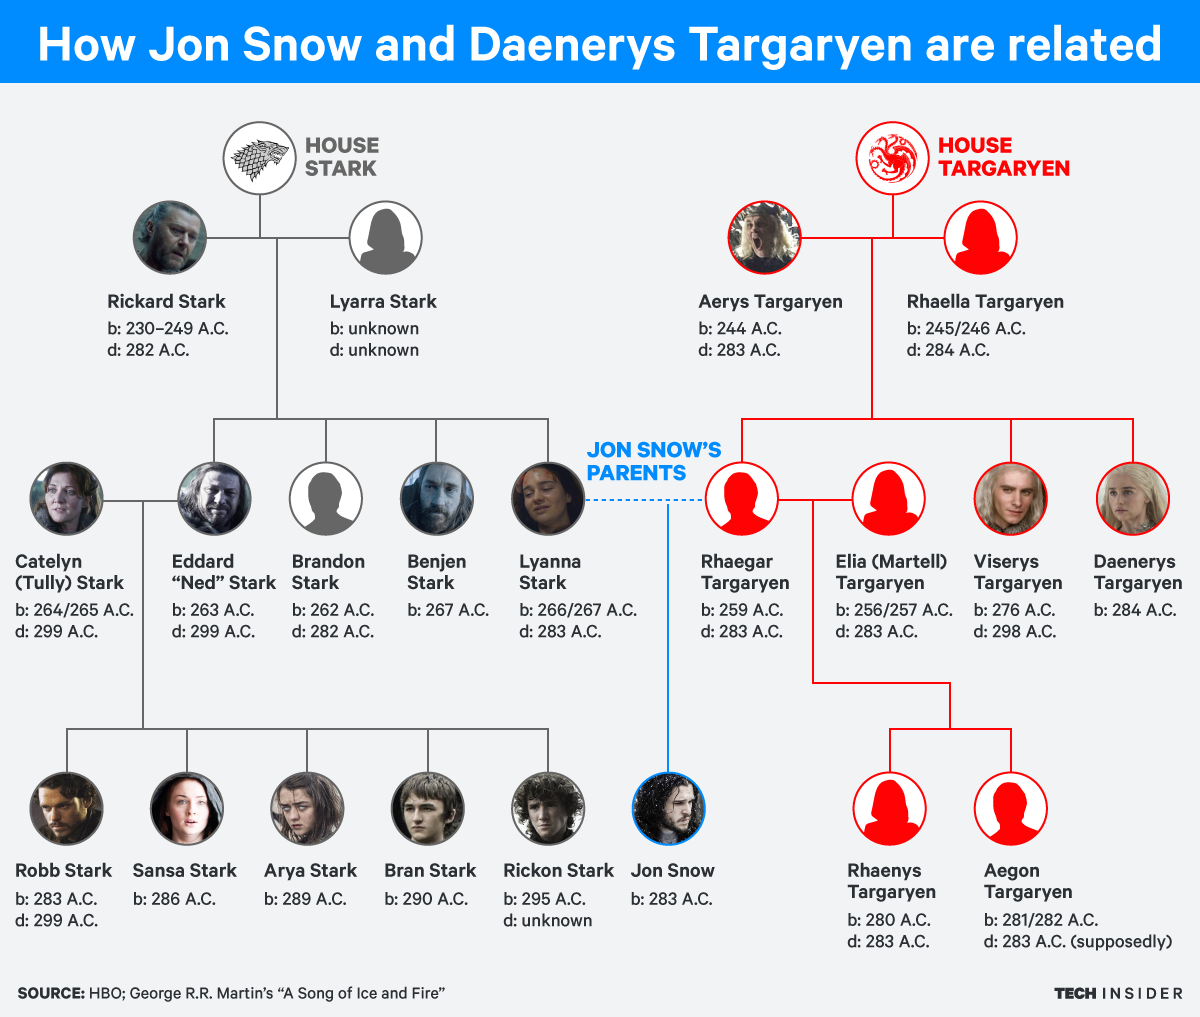 How Jon Snow and Daenerys Targaryen are related
HOUSE
STARK
HOUSE
TARGARYEN
Rickard Stark
b: 230–249 A.C.
d: 282 A.C.
Lyarra Stark
b: unknown
d: unknown
Aerys Targaryen
b: 244 A.C.
d: 283 A.C.
Rhaella Targaryen
b: 245/246 A.C.
d: 284 A.C.
JON SNOW'S
PARENTS
Catelyn
(Tully) Stark
b: 264/265 A.C.
d: 299 A.C.
Eddard
“Ned” Stark
b: 263 A.C.
d: 299 A.C.
Brandon
Stark
b: 262 A.C.
d: 282 A.C.
Benjen
Stark
b: 267 A.C.
Lyanna
Stark
b: 266/267 A.C.
d: 283 A.C.
Rhaegar
Targaryen
b: 259 A.C.
d: 283 A.C.
Elia (Martell)
Targaryen
b: 256/257 A.C.
d: 283 A.C.
Viserys
Targaryen
b: 276 A.C.
d: 298 A.C.
Daenerys
Targaryen
b: 284 A.C.
Robb Stark
b: 283 A.C.
d: 299 A.C.
Sansa Stark
b: 286 A.C.
Arya Stark
b: 289 A.C.
Bran Stark
b: 290 A.C.
Rickon Stark
b: 295 A.C.
d: unknown
Jon Snow
b: 283 A.C.
Rhaenys
Targaryen
b: 280 A.C.
d: 283 A.C.
Aegon
Targaryen
b: 281/282 A.C.
d: 283 A.C. (supposedly)
SOURCE: HBO; George R.R. Martin's “A Song of Ice and Fire”
TECH INSIDER